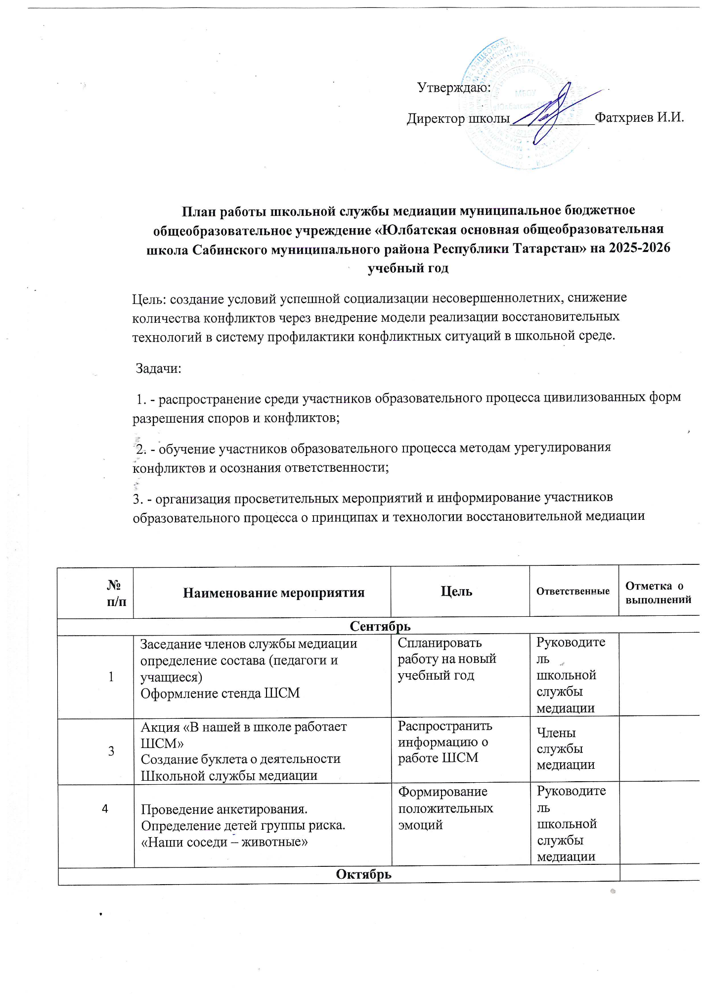 Утверждаю:
МБОУ
Директор школы____________Фатхриев И.И.
План работы школьной службы медиации муниципальное бюджетное
общеобразовательное учреждение «Юлбатская основная общеобразовательная
школа Сабинского муниципального района Республики Татарстан» на 2025-2026
учебный год
Цель: создание условий успешной социализации несовершеннолетних, снижение
количества конфликтов через внедрение модели реализации восстановительных
технологий в систему профилактики конфликтных ситуаций в школьной среде.
Задачи:
1. - распространение среди участников образовательного процесса цивилизованных форм
разрешения споров и конфликтов;
2. - обучение участников образовательного процесса методам урегулирования
конфликтов и осознания ответственности;
3. - организация просветительных мероприятий и информирование участников
образовательного процесса о принципах и технологии восстановительной медиации
№
п/п
Наименование мероприятия
Цель
Ответственные
Отметка о
выполнений
Сентябрь
1
Заседание членов службы медиации
определение состава (педагоги и
учащиеся)
Оформление стенда ШСМ
Спланировать
работу на новый
учебный год
Руководите
ль
школьной
службы
медиации
3
Акция «В нашей в школе работает
ШСМ»
Создание буклета о деятельности
Школьной службы медиации
Распространить
информацию о
работе ШСМ
Члены
службы
медиации
4
Проведение анкетирования.
Определение детей группы риска.
«Наши соседи – животные»
Формирование
положительных
эмоций
Руководите
ль
школьной
службы
медиации
Октябрь